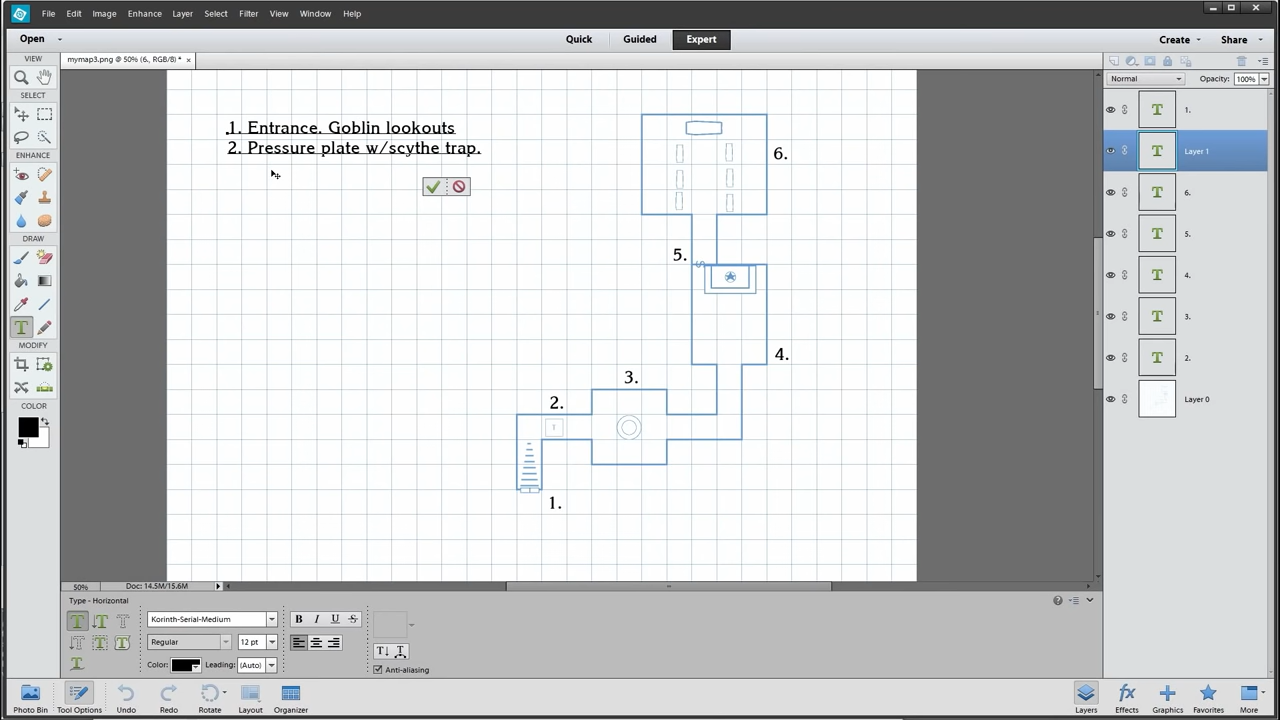 File Edit Image Enhance Layer Select Filter View Window Help
Open Quick Guided Expert Create Share
mymap3.png @ 50% (6., RGB/8) *
Normal Opacity: 100%
VIEW
SELECT
ENHANCE
DRAW
MODIFY
COLOR
1. Entrance. Goblin lookouts
2. Pressure plate w/scythe trap.
6.
5.
4.
3.
2.
T
S
1.
1.
Layer 1
6.
5.
4.
3.
2.
Layer 0
50% Doc: 14.5M/15.6M
Type - Horizontal
Korinth-Serial-Medium
Regular 12 pt
Color: Leading: (Auto)
B I U S
Anti-aliasing
Photo Bin Tool Options Undo Redo Rotate Layout Organizer Layers Effects Graphics Favorites More